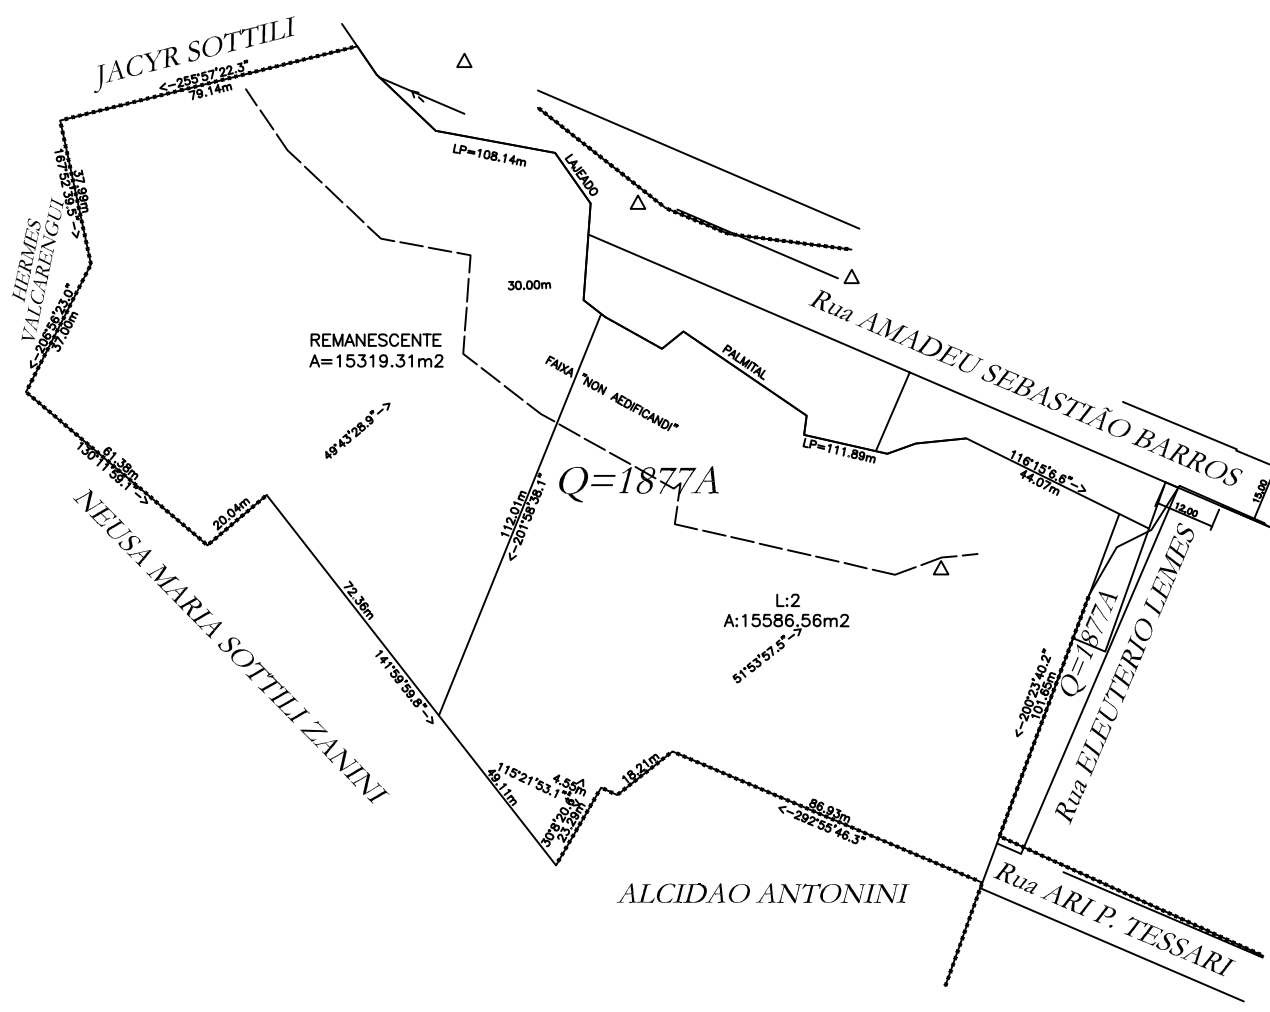 JACYR SOTTILI
<-255°57'22.3"
79.14m
LP=108.14m
LAJEADO
167°52'39.5"->
37.99m
HERMES
VALCARENGUI
<-206°56'23.0"
37.00m
30.00m
Rua AMADEU SEBASTIÃO BARROS
REMANESCENTE
A=15319.31m2
PALMITAL
FAIXA "NON AEDIFICANDI"
49°43'28.9"->
LP=111.89m
116°15'6.6"->
44.07m
15.00
12.00
61.38m
130°11'59.1"->
20.04m
Q=1877A
112.01m
<-201°58'38.1"
NEUSA MARIA SOTTILI ZANINI
72.36m
141°59'59.8"->
L:2
A:15586.56m2
51°53'57.5"->
Q=1877A
Rua ELEUTERIO LEMES
<-200°23'40.2"
101.65m
115°21'53.1"->
4.55m
49.11m
30°8'20.6"->
23.29m
18.21m
86.93m
<-292°55'46.3"
ALCIDAO ANTONINI
Rua ARI P. TESSARI